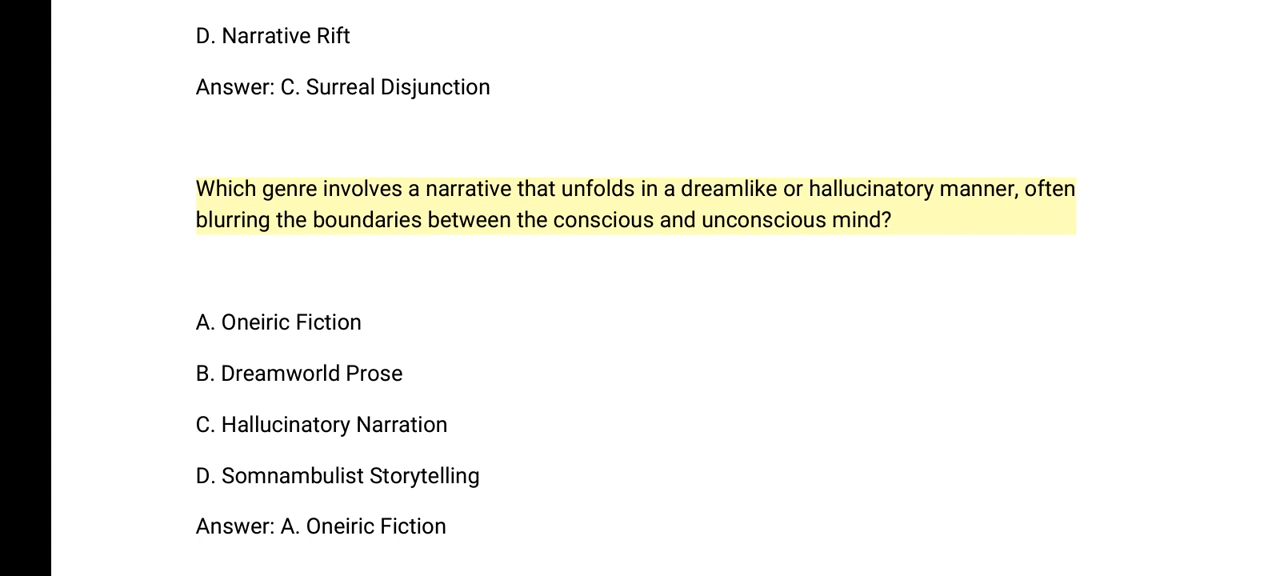 D. Narrative Rift
Answer: C. Surreal Disjunction
Which genre involves a narrative that unfolds in a dreamlike or hallucinatory manner, often
blurring the boundaries between the conscious and unconscious mind?
A. Oneiric Fiction
B. Dreamworld Prose
C. Hallucinatory Narration
D. Somnambulist Storytelling
Answer: A. Oneiric Fiction